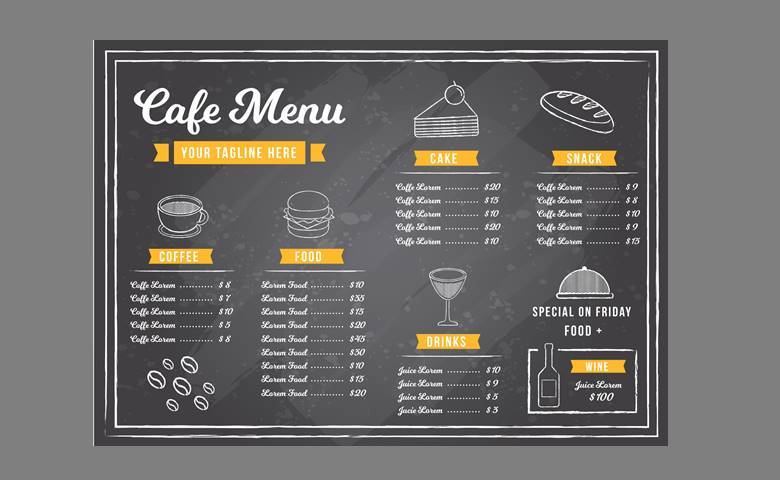 Cafe Menu
YOUR TAGLINE HERE
COFFEE
Coffe Lorem ........... $ 8
Coffe Lorem ........... $ 7
Coffe Lorem ........... $ 10
Coffe Lorem ........... $ 5
Coffe Lorem ........... $ 8
FOOD
Lorem Food ........... $ 10
Lorem Food ........... $35
Lorem Food ........... $15
Lorem Food ........... $20
Lorem Food ........... $45
Lorem Food ........... $30
Lorem Food ........... $ 10
Lorem Food ........... $15
Lorem Food ........... $20
CAKE
Coffe Lorem ........... $20
Coffe Lorem ........... $15
Coffe Lorem ........... $10
Coffe Lorem ........... $20
Coffe Lorem ........... $ 10
SNACK
Coffe Lorem ........... $ 9
Coffe Lorem ........... $ 8
Coffe Lorem ........... $10
Coffe Lorem ........... $ 9
Coffe Lorem ........... $15
DRINKS
Juice Lorem ........... $ 10
Juice Lorem ........... $ 9
Juice Lorem ........... $ 5
Jucie Lorem ........... $ 3
SPECIAL ON FRIDAY
FOOD +
WINE
Juice Lorem
$100